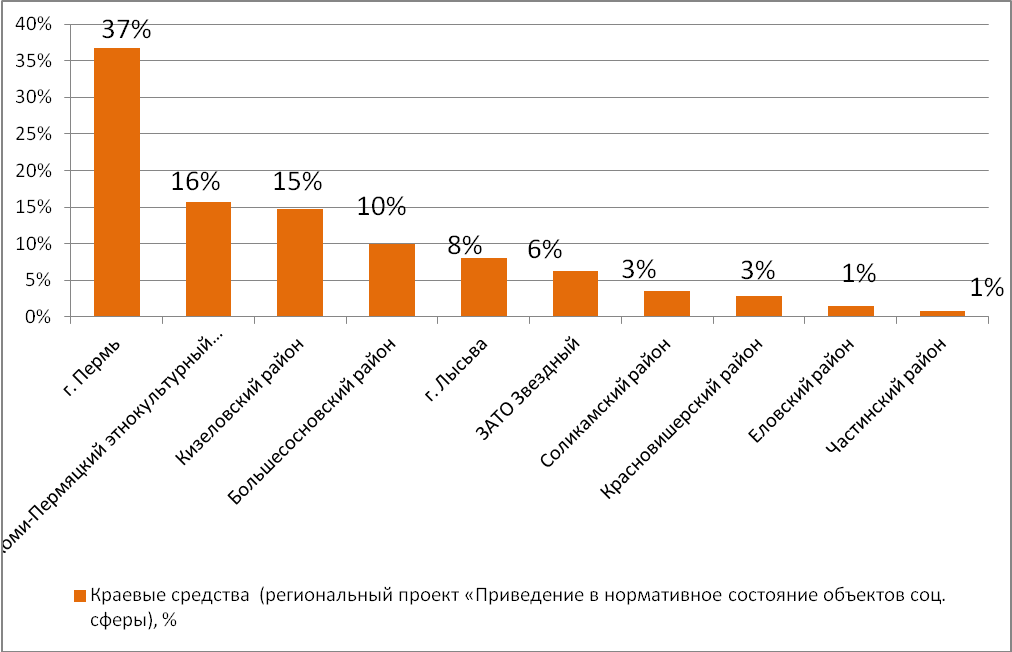 40%
35%
30%
25%
20%
15%
10%
5%
0%
37%
16%
15%
10%
8%
6%
3%
3%
1%
1%
г. Пермь
оми-Пермяцкий этнокультурный…
Кизеловский район
Большесосновский район
г. Лысьва
ЗАТО Звездный
Соликамский район
Красновишерский район
Еловский район
Частинский район
Краевые средства (региональный проект «Приведение в нормативное состояние объектов соц.
сферы), %